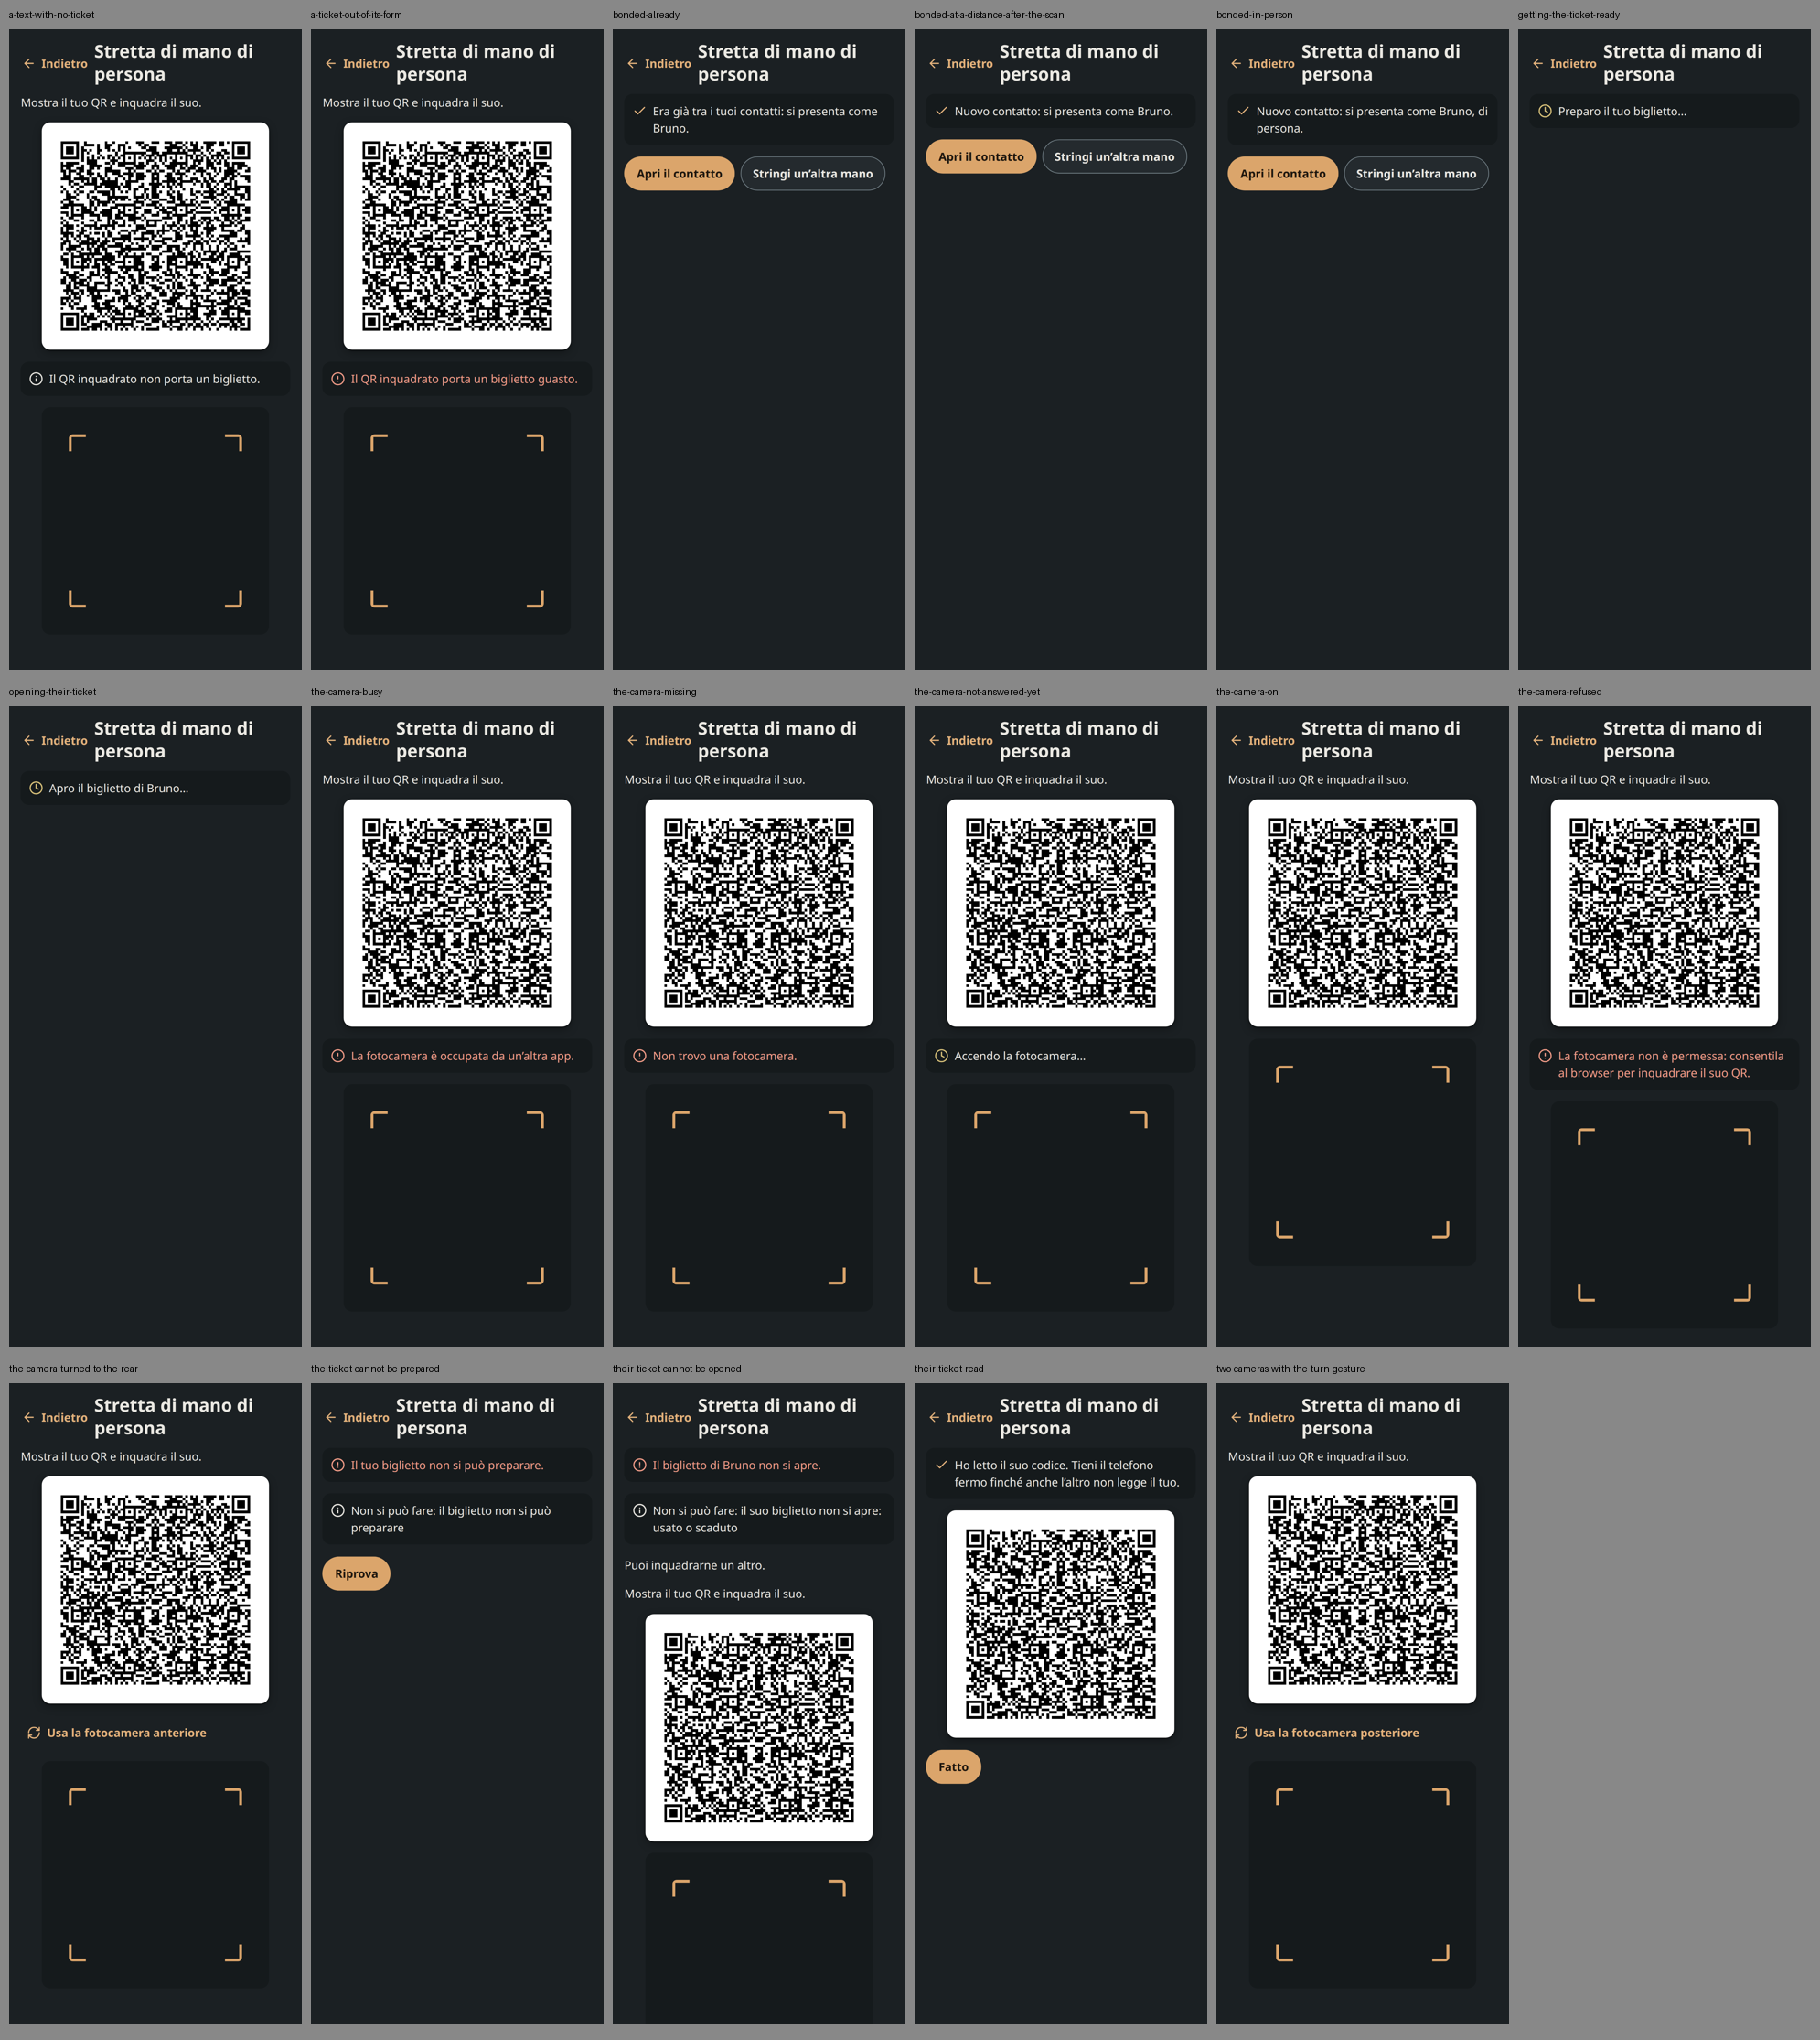 a-text-with-no-ticket
Indietro
Stretta di mano di
persona
Mostra il tuo QR e inquadra il suo.
Il QR inquadrato non porta un biglietto.
a-ticket-out-of-its-form
Indietro
Stretta di mano di
persona
Mostra il tuo QR e inquadra il suo.
Il QR inquadrato porta un biglietto guasto.
bonded-already
Indietro
Stretta di mano di
persona
Era già tra i tuoi contatti: si presenta come
Bruno.
Apri il contatto
Stringi un’altra mano
bonded-at-a-distance-after-the-scan
Indietro
Stretta di mano di
persona
Nuovo contatto: si presenta come Bruno.
Apri il contatto
Stringi un’altra mano
bonded-in-person
Indietro
Stretta di mano di
persona
Nuovo contatto: si presenta come Bruno, di
persona.
Apri il contatto
Stringi un’altra mano
getting-the-ticket-ready
Indietro
Stretta di mano di
persona
Preparo il tuo biglietto…
opening-their-ticket
Indietro
Stretta di mano di
persona
Apro il biglietto di Bruno…
the-camera-busy
Indietro
Stretta di mano di
persona
Mostra il tuo QR e inquadra il suo.
La fotocamera è occupata da un’altra app.
the-camera-missing
Indietro
Stretta di mano di
persona
Mostra il tuo QR e inquadra il suo.
Non trovo una fotocamera.
the-camera-not-answered-yet
Indietro
Stretta di mano di
persona
Mostra il tuo QR e inquadra il suo.
Accendo la fotocamera…
the-camera-on
Indietro
Stretta di mano di
persona
Mostra il tuo QR e inquadra il suo.
the-camera-refused
Indietro
Stretta di mano di
persona
Mostra il tuo QR e inquadra il suo.
La fotocamera non è permessa: consentila
al browser per inquadrare il suo QR.
the-camera-turned-to-the-rear
Indietro
Stretta di mano di
persona
Mostra il tuo QR e inquadra il suo.
Usa la fotocamera anteriore
the-ticket-cannot-be-prepared
Indietro
Stretta di mano di
persona
Il tuo biglietto non si può preparare.
Non si può fare: il biglietto non si può
preparare
Riprova
their-ticket-cannot-be-opened
Indietro
Stretta di mano di
persona
Il biglietto di Bruno non si apre.
Non si può fare: il suo biglietto non si apre:
usato o scaduto
Puoi inquadrarne un altro.
Mostra il tuo QR e inquadra il suo.
their-ticket-read
Indietro
Stretta di mano di
persona
Ho letto il suo codice. Tieni il telefono
fermo finché anche l’altro non legge il tuo.
Fatto
two-cameras-with-the-turn-gesture
Indietro
Stretta di mano di
persona
Mostra il tuo QR e inquadra il suo.
Usa la fotocamera posteriore